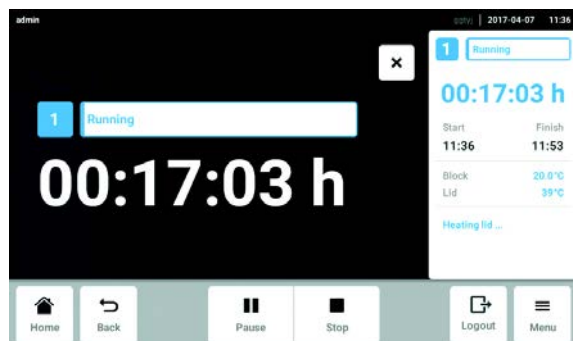 admin
2017-04-07 11:36
1 Running
00:17:03 h
1 Running
00:17:03 h
Start Finish
11:36 11:53
Block 20.0°C
Lid 39°C
Heating lid ...
Home Back Pause Stop Logout Menu